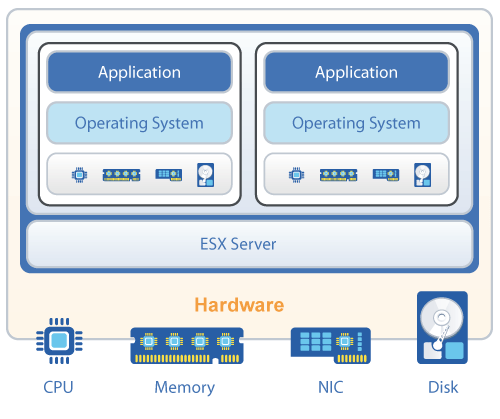 Application
Application
Operating System
Operating System
ESX Server
Hardware
CPU
Memory
NIC
Disk